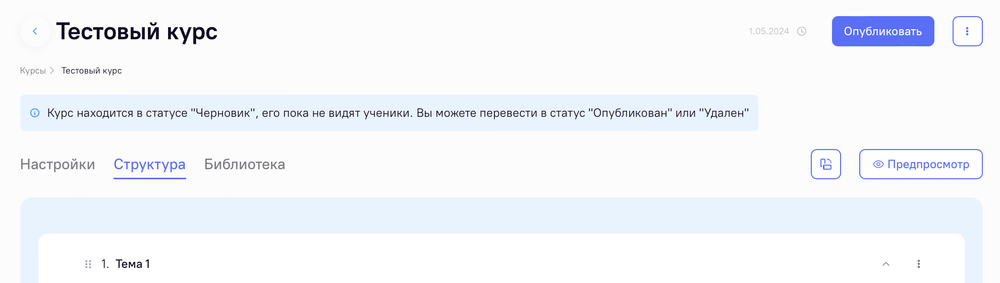 Тестовый курс
1.05.2024
Опубликовать
Курсы
Тестовый курс
Курс находится в статусе "Черновик", его пока не видят ученики. Вы можете перевести в статус "Опубликован" или "Удален"
Настройки
Структура
Библиотека
Предпросмотр
1. Тема 1